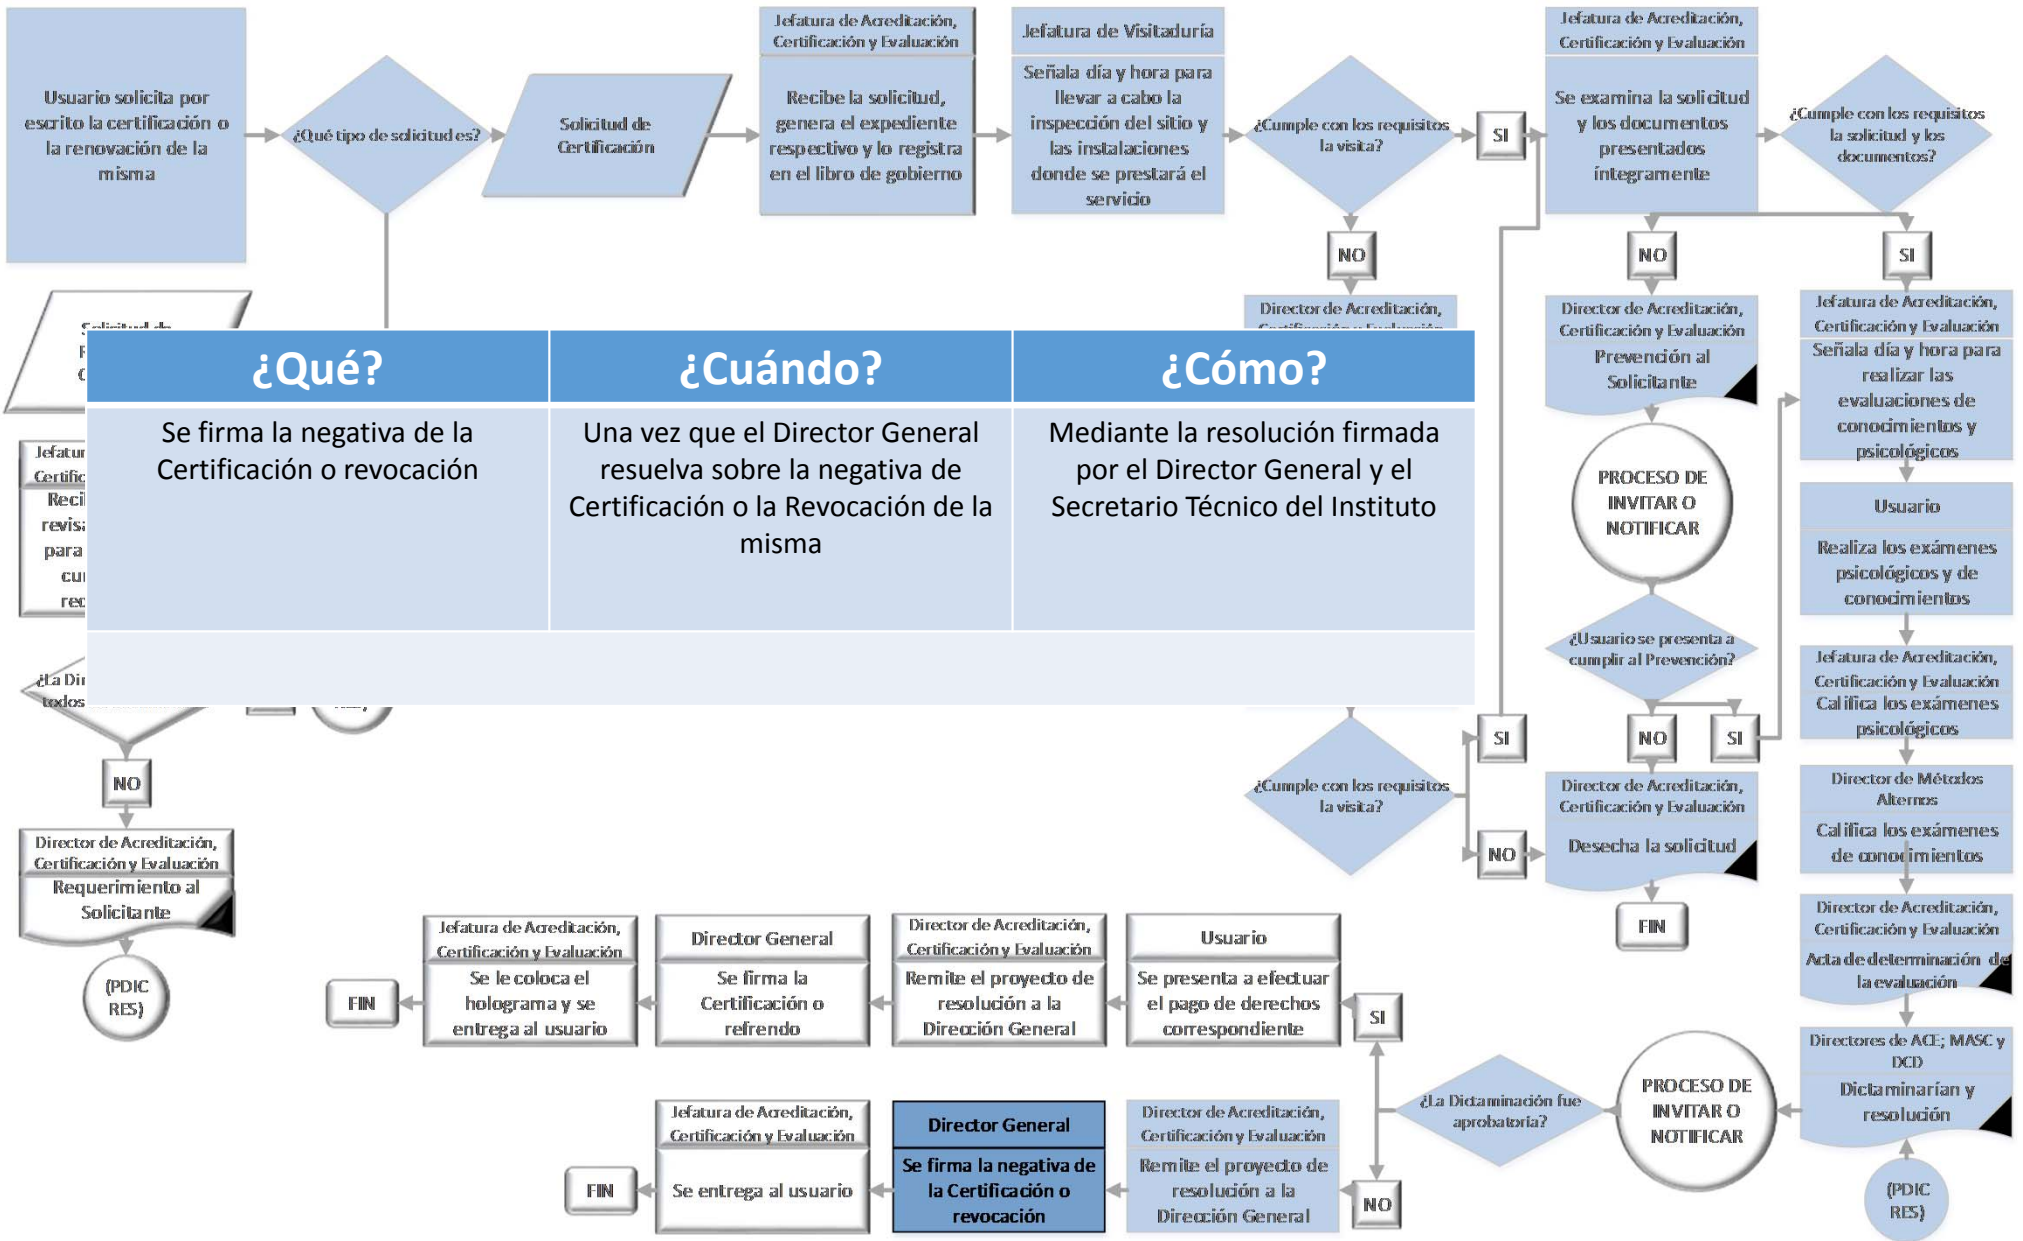 Usuario solicita por
escrito la certificación o
la renovación de la
misma
¿Qué tipo de solicitud es?
Solicitud de
Certificación
Jefatura de Acreditación,
Certificación y Evaluación
Recibe la solicitud,
genera el expediente
respectivo y lo registra
en el libro de gobierno
Jefatura de Visitaduría
Señala día y hora para
llevar a cabo la
inspección del sitio y
las instalaciones
donde se prestará el
servicio
¿Cumple con los requisitos
la visita?
SI
NO
Director de Acreditación,
Jefatura de Acreditación,
Certificación y Evaluación
Se examina la solicitud
y los documentos
presentados
íntegramente
¿Cumple con los requisitos
la solicitud y los
documentos?
NO
SI
Director de Acreditación,
Certificación y Evaluación
Prevención al
Solicitante
PROCESO DE
INVITAR O
NOTIFICAR
¿Usuario se presenta a
cumplir al Prevención?
NO
SI
Director de Acreditación,
Certificación y Evaluación
Desecha la solicitud
FIN
Jefatura de Acreditación,
Certificación y Evaluación
Señala día y hora para
realizar las
evaluaciones de
conocimientos y
psicológicos
Usuario
Realiza los exámenes
psicológicos y de
conocimientos
Jefatura de Acreditación,
Certificación y Evaluación
Califica los exámenes
psicológicos
Director de Métodos
Alternos
Califica los exámenes
de conocimientos
Director de Acreditación,
Certificación y Evaluación
Acta de determinación de
la evaluación
Directores de ACE; MASC y
DCD
Dictaminarían y
resolución
(PDIC
RES)
PROCESO DE
INVITAR O
NOTIFICAR
¿La Dictaminación fue
aprobatoria?
SI
NO
¿Qué? ¿Cuándo? ¿Cómo?
Se firma la negativa de la
Certificación o revocación
Una vez que el Director General
resuelva sobre la negativa de
Certificación o la Revocación de la
misma
Mediante la resolución firmada
por el Director General y el
Secretario Técnico del Instituto
Solicitud de
Jefatur
Certific
Reci
revisa
para
cu
rec
¿La Dir
todos
NO
Director de Acreditación,
Certificación y Evaluación
Requerimiento al
Solicitante
(PDIC
RES)
¿Cumple con los requisitos
la visita?
SI
NO
Usuario
Se presenta a efectuar
el pago de derechos
correspondiente
Director de Acreditación,
Certificación y Evaluación
Remite el proyecto de
resolución a la
Dirección General
Director General
Se firma la
Certificación o
refrendo
Jefatura de Acreditación,
Certificación y Evaluación
Se le coloca el
holograma y se
entrega al usuario
FIN
Director de Acreditación,
Certificación y Evaluación
Remite el proyecto de
resolución a la
Dirección General
Director General
Se firma la negativa de
la Certificación o
revocación
Jefatura de Acreditación,
Certificación y Evaluación
Se entrega al usuario
FIN